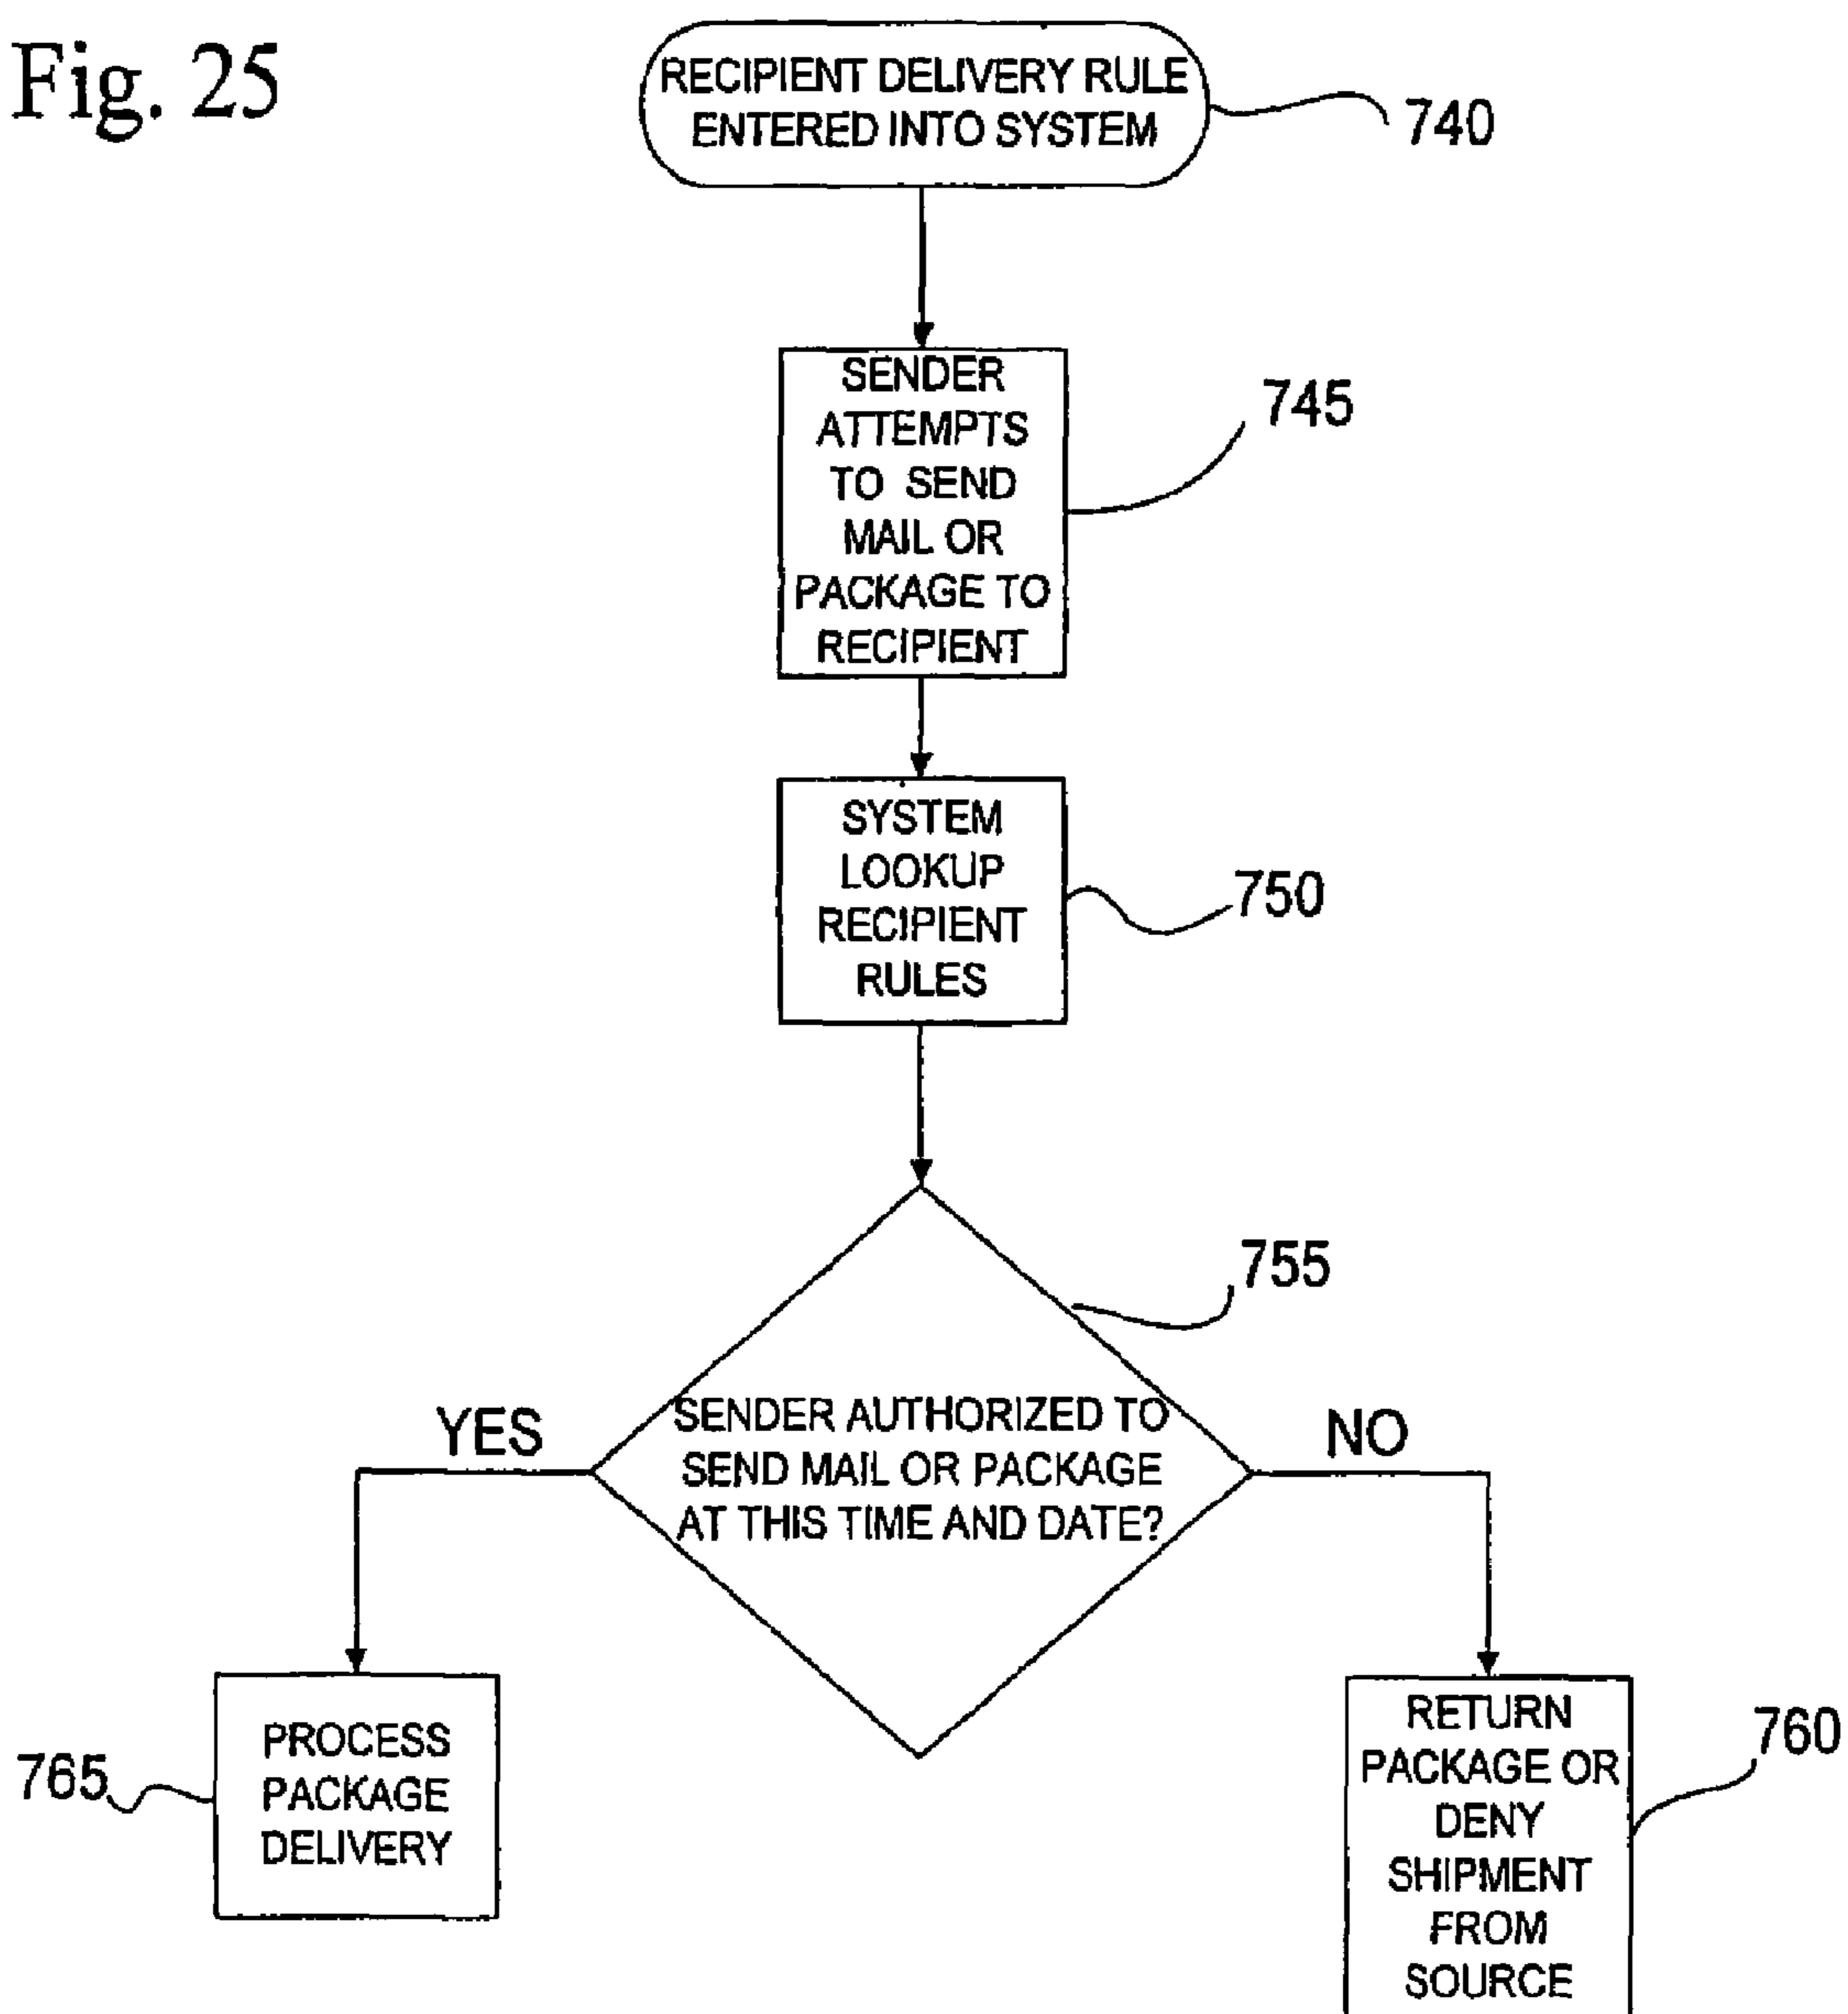 Fig. 25
RECIPIENT DELIVERY RULE
ENTERED INTO SYSTEM
740
SENDER
ATTEMPTS
TO SEND
MAIL OR
PACKAGE TO
RECIPIENT
745
SYSTEM
LOOKUP
RECIPIENT
RULES
750
755
SENDER AUTHORIZED TO
SEND MAIL OR PACKAGE
AT THIS TIME AND DATE?
YES
NO
PROCESS
PACKAGE
DELIVERY
765
RETURN
PACKAGE OR
DENY
SHIPMENT
FROM
SOURCE
760